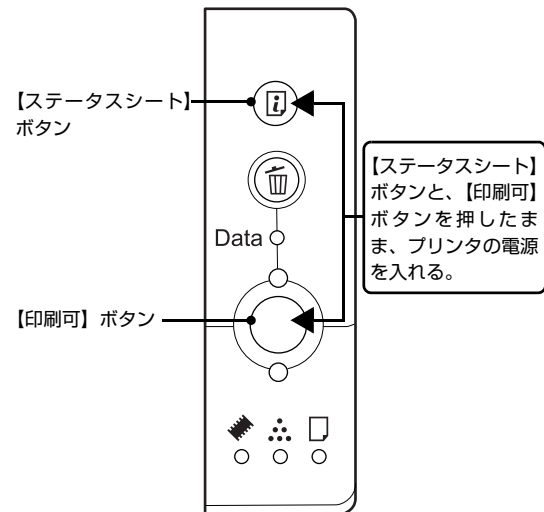 【ステータスシート】
ボタン
【ステータスシート】
ボタンと、【印刷可】
ボタンを押したま
ま、プリンタの電源
を入れる。
Data
【印刷可】ボタン